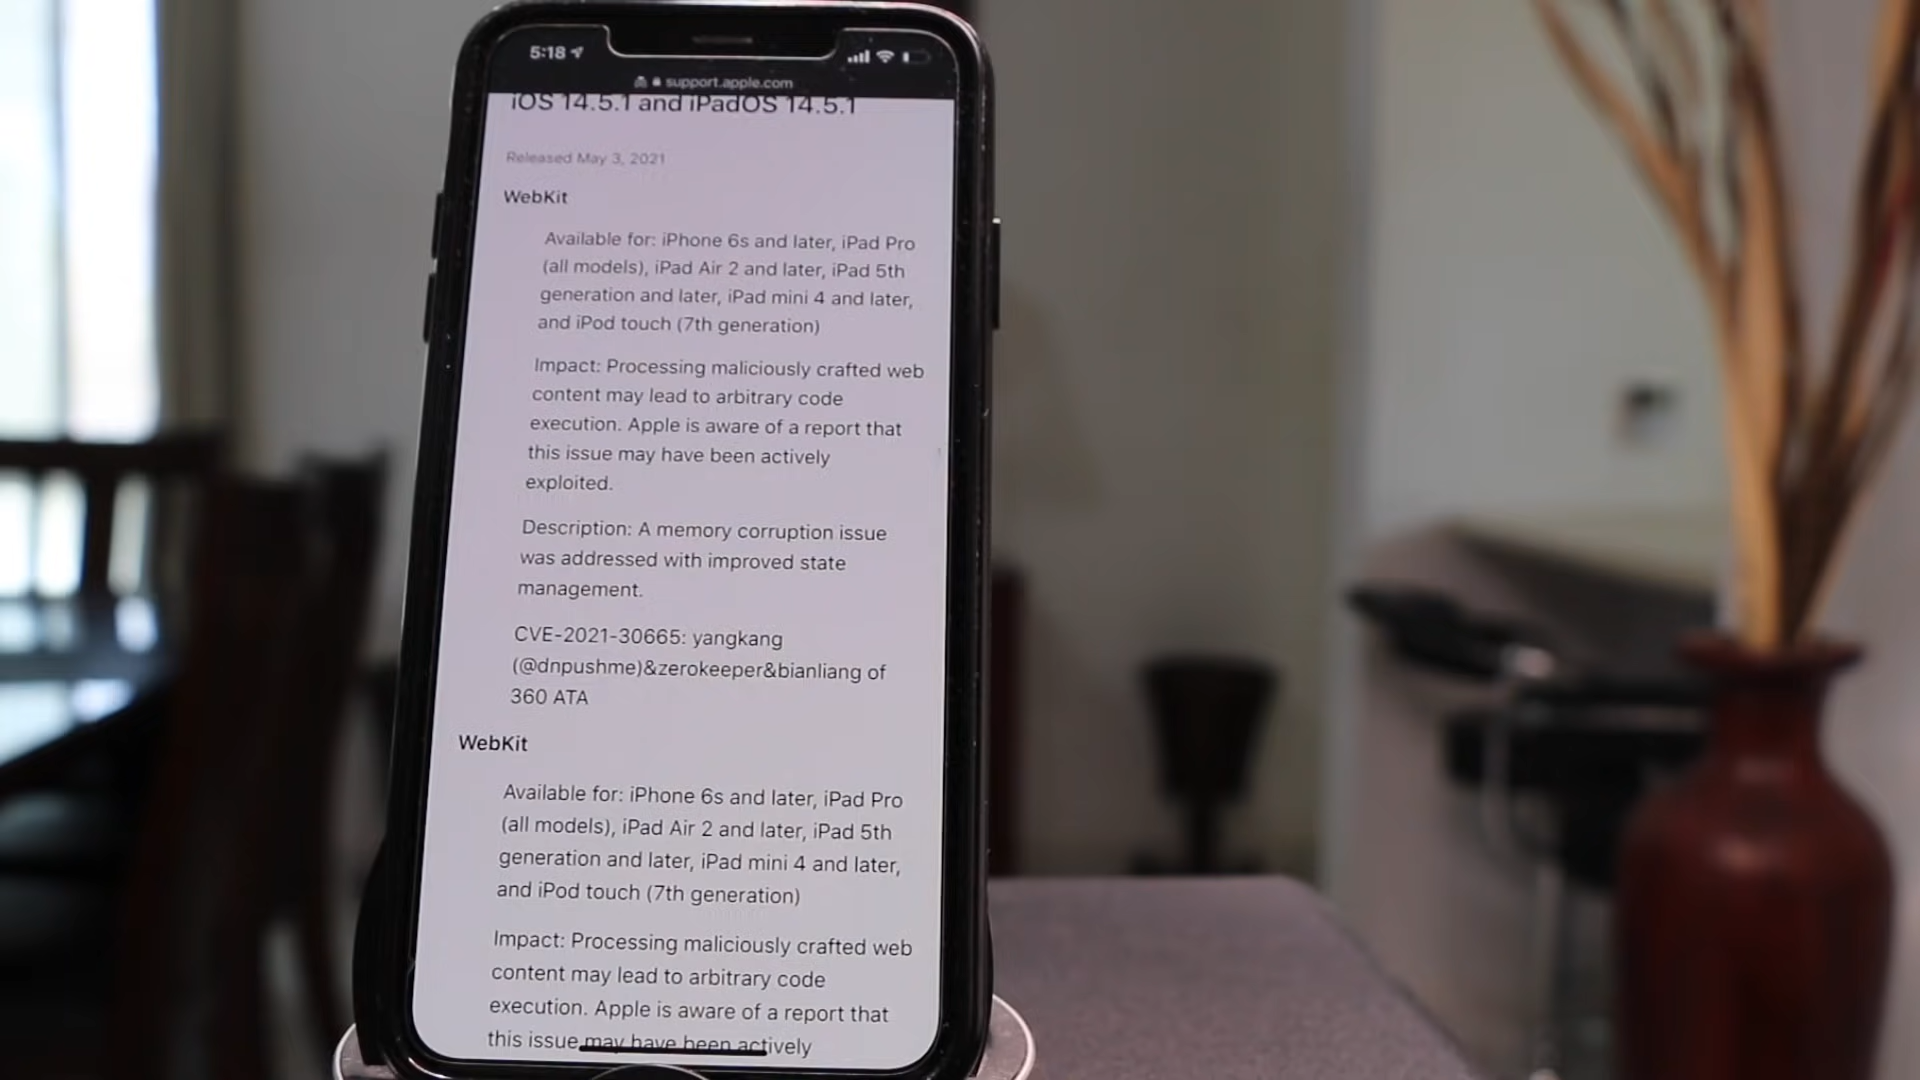 5:18
support.apple.com
iOS 14.5.1 and iPadOS 14.5.1
Released May 3, 2021
WebKit
Available for: iPhone 6s and later, iPad Pro
(all models), iPad Air 2 and later, iPad 5th
generation and later, iPad mini 4 and later,
and iPod touch (7th generation)
Impact: Processing maliciously crafted web
content may lead to arbitrary code
execution. Apple is aware of a report that
this issue may have been actively
exploited.
Description: A memory corruption issue
was addressed with improved state
management.
CVE-2021-30665: yangkang
(@dnpushme)&zerokeeper&bianliang of
360 ATA
WebKit
Available for: iPhone 6s and later, iPad Pro
(all models), iPad Air 2 and later, iPad 5th
generation and later, iPad mini 4 and later,
and iPod touch (7th generation)
Impact: Processing maliciously crafted web
content may lead to arbitrary code
execution. Apple is aware of a report that
this issue may have been actively